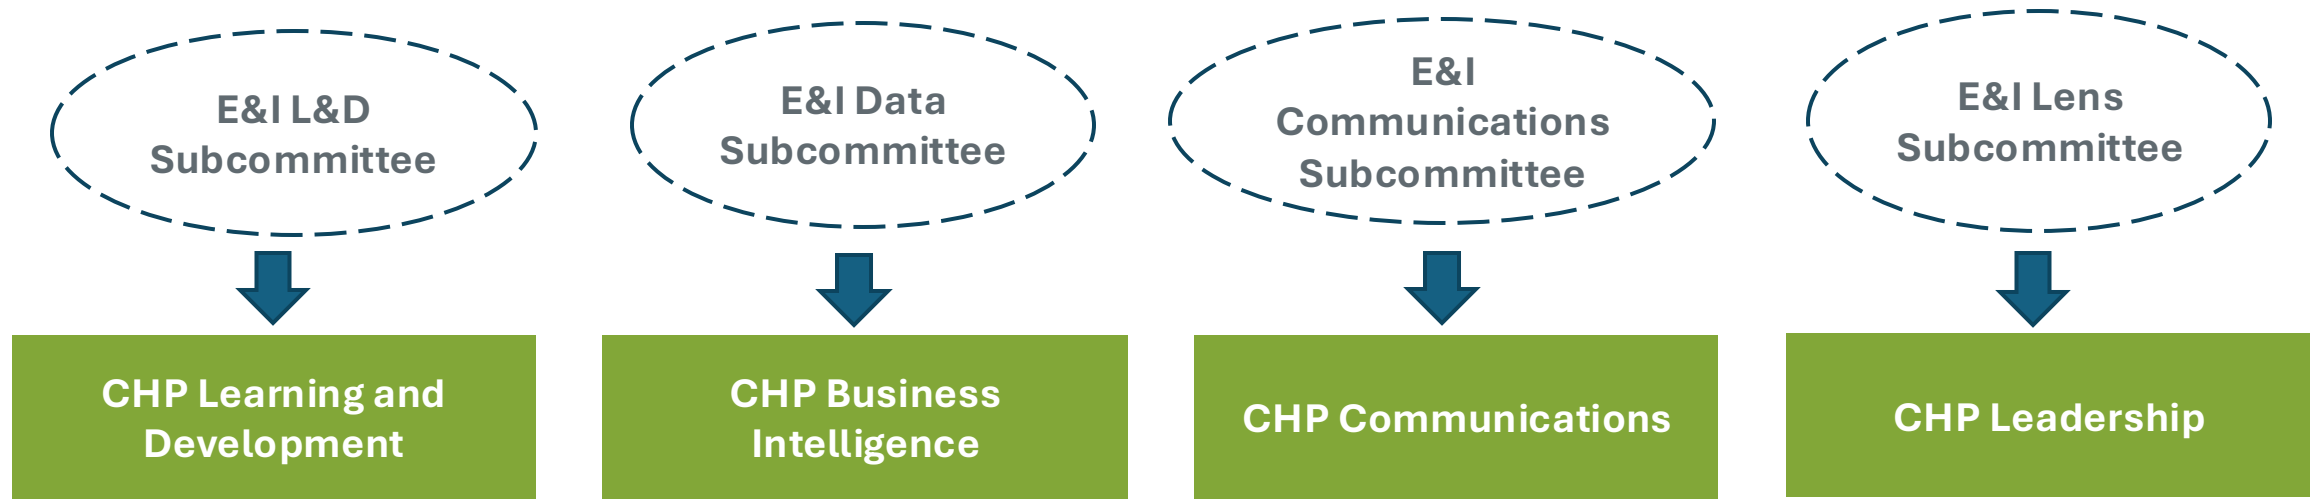 E&I L&D
Subcommittee
E&I Data
Subcommittee
E&I
Communications
Subcommittee
E&I Lens
Subcommittee
CHP Learning and
Development
CHP Business
Intelligence
CHP Communications
CHP Leadership